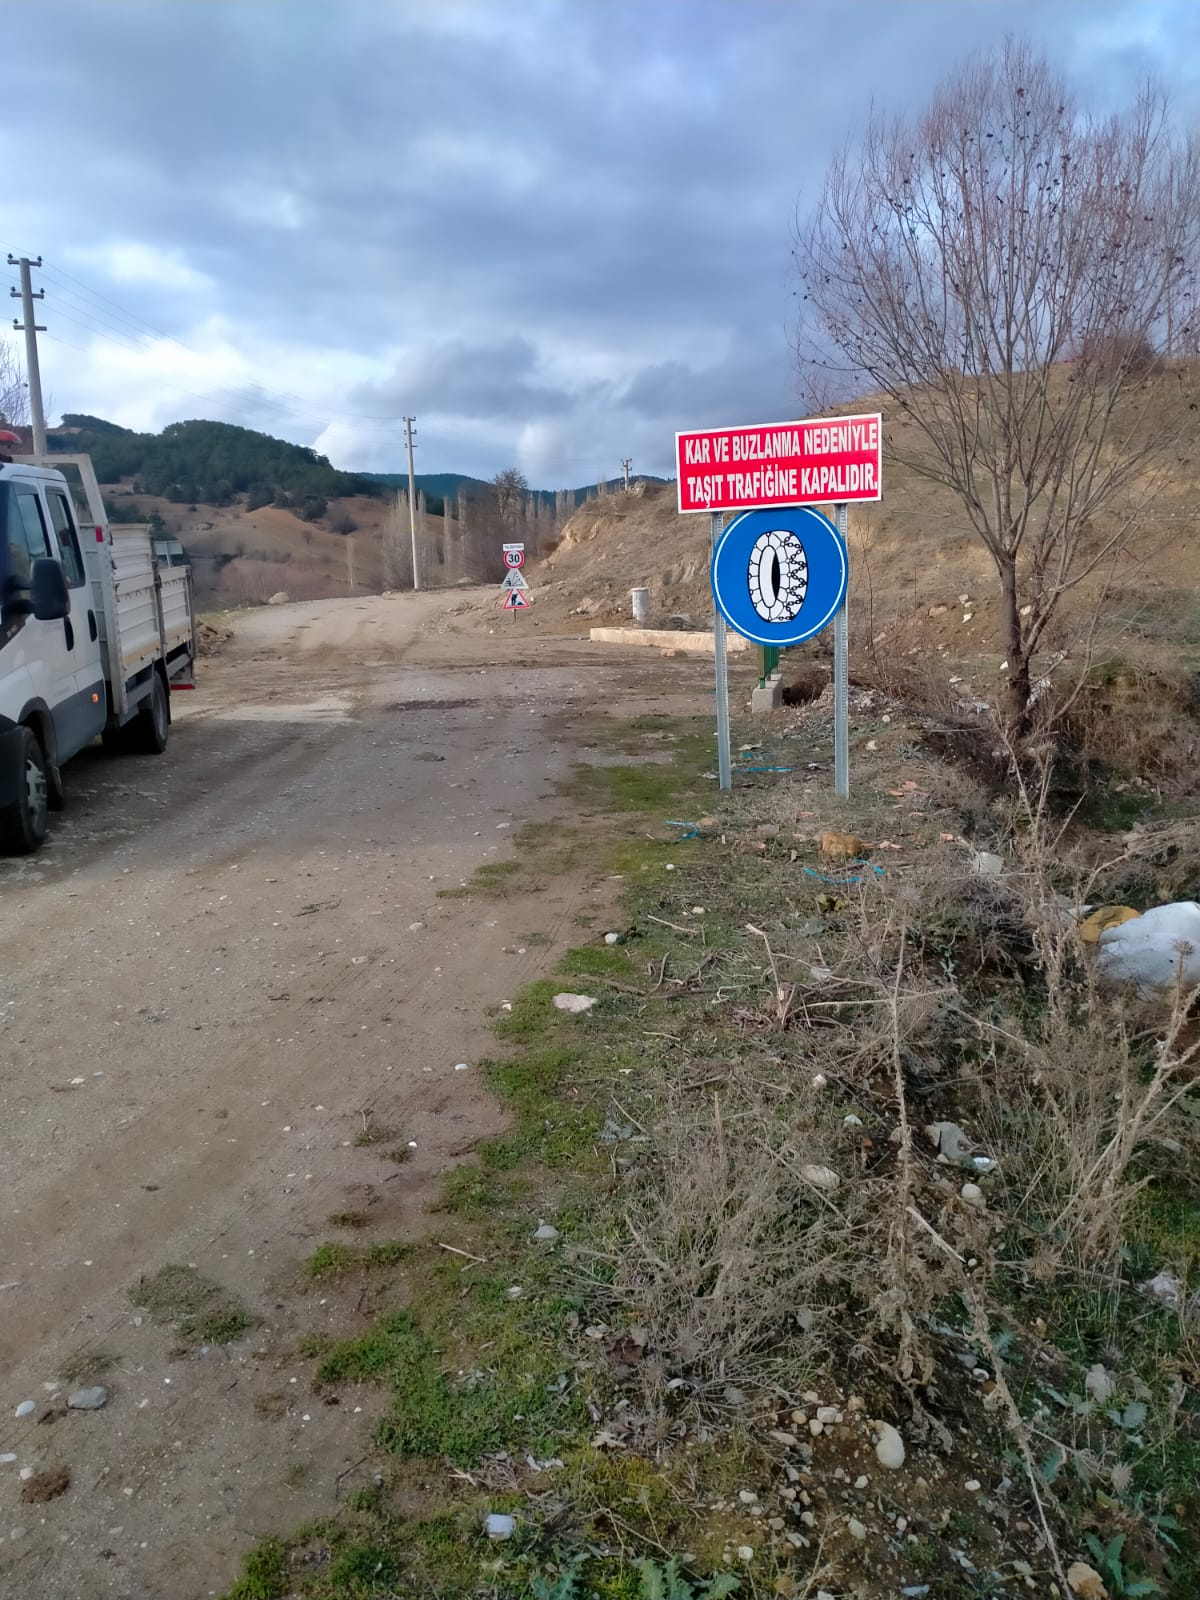 KAR VE BUZLANMA NEDENİYLE
TAŞIT TRAFİĞİNE KAPALIDIR.
30